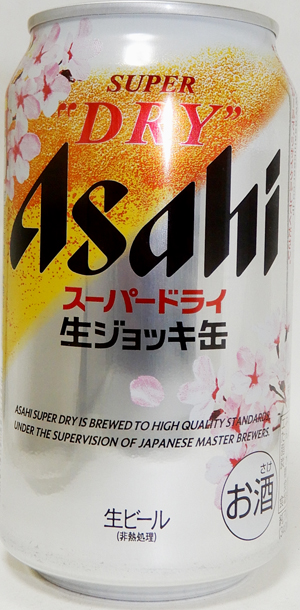 SUPER
"DRY"
Asahi
スーパードライ
生ジョッキ缶
ASAHI SUPER DRY IS BREWED TO HIGH QUALITY STANDARDS
UNDER THE SUPERVISION OF JAPANESE MASTER BREWERS.
生ビール
(非熱処理)
さけ
お酒